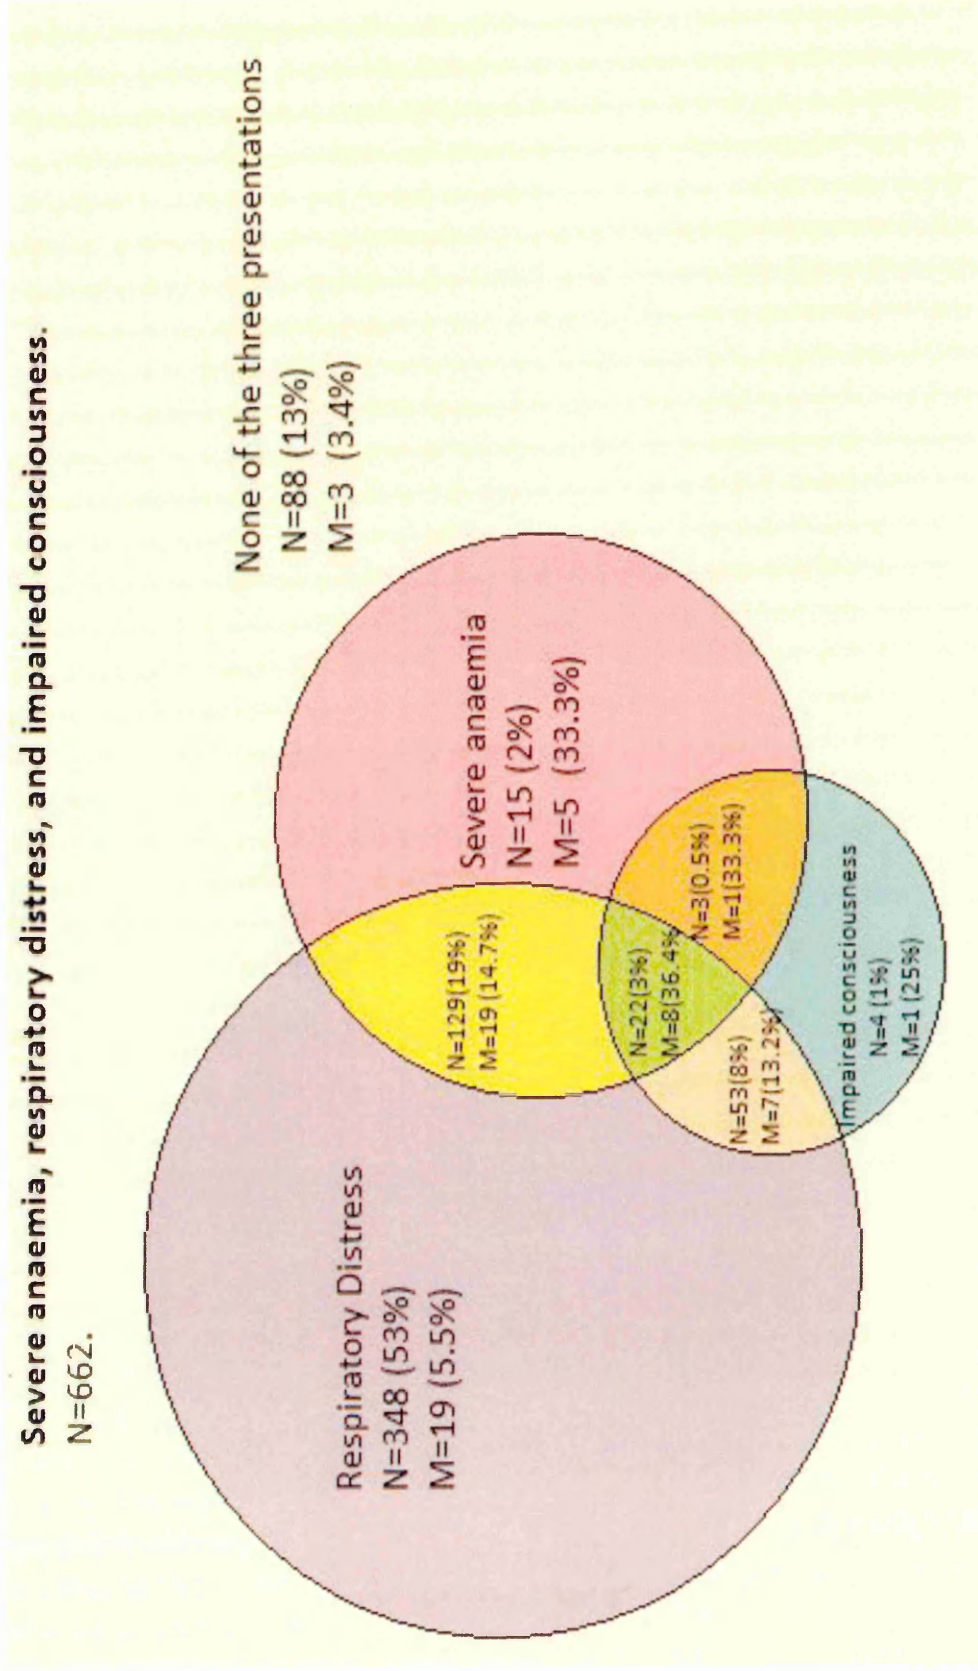 Severe anaemia, respiratory distress, and impaired consciousness.
N=662.
None of the three presentations
N=88 (13%)
M=3 (3.4%)
Respiratory Distress
N=348 (53%)
M=19 (5.5%)
N=129(19%)
M=19(14.7%)
Severe anaemia
N=15 (2%)
M=5 (33.3%)
N=22(3%)
M=8(36.4%
N=3(0.5%)
M=1(33.3%)
N=53(8%)
M=7(13.2%)
Impaired consciousness
N=4 (1%)
M=1 (25%)